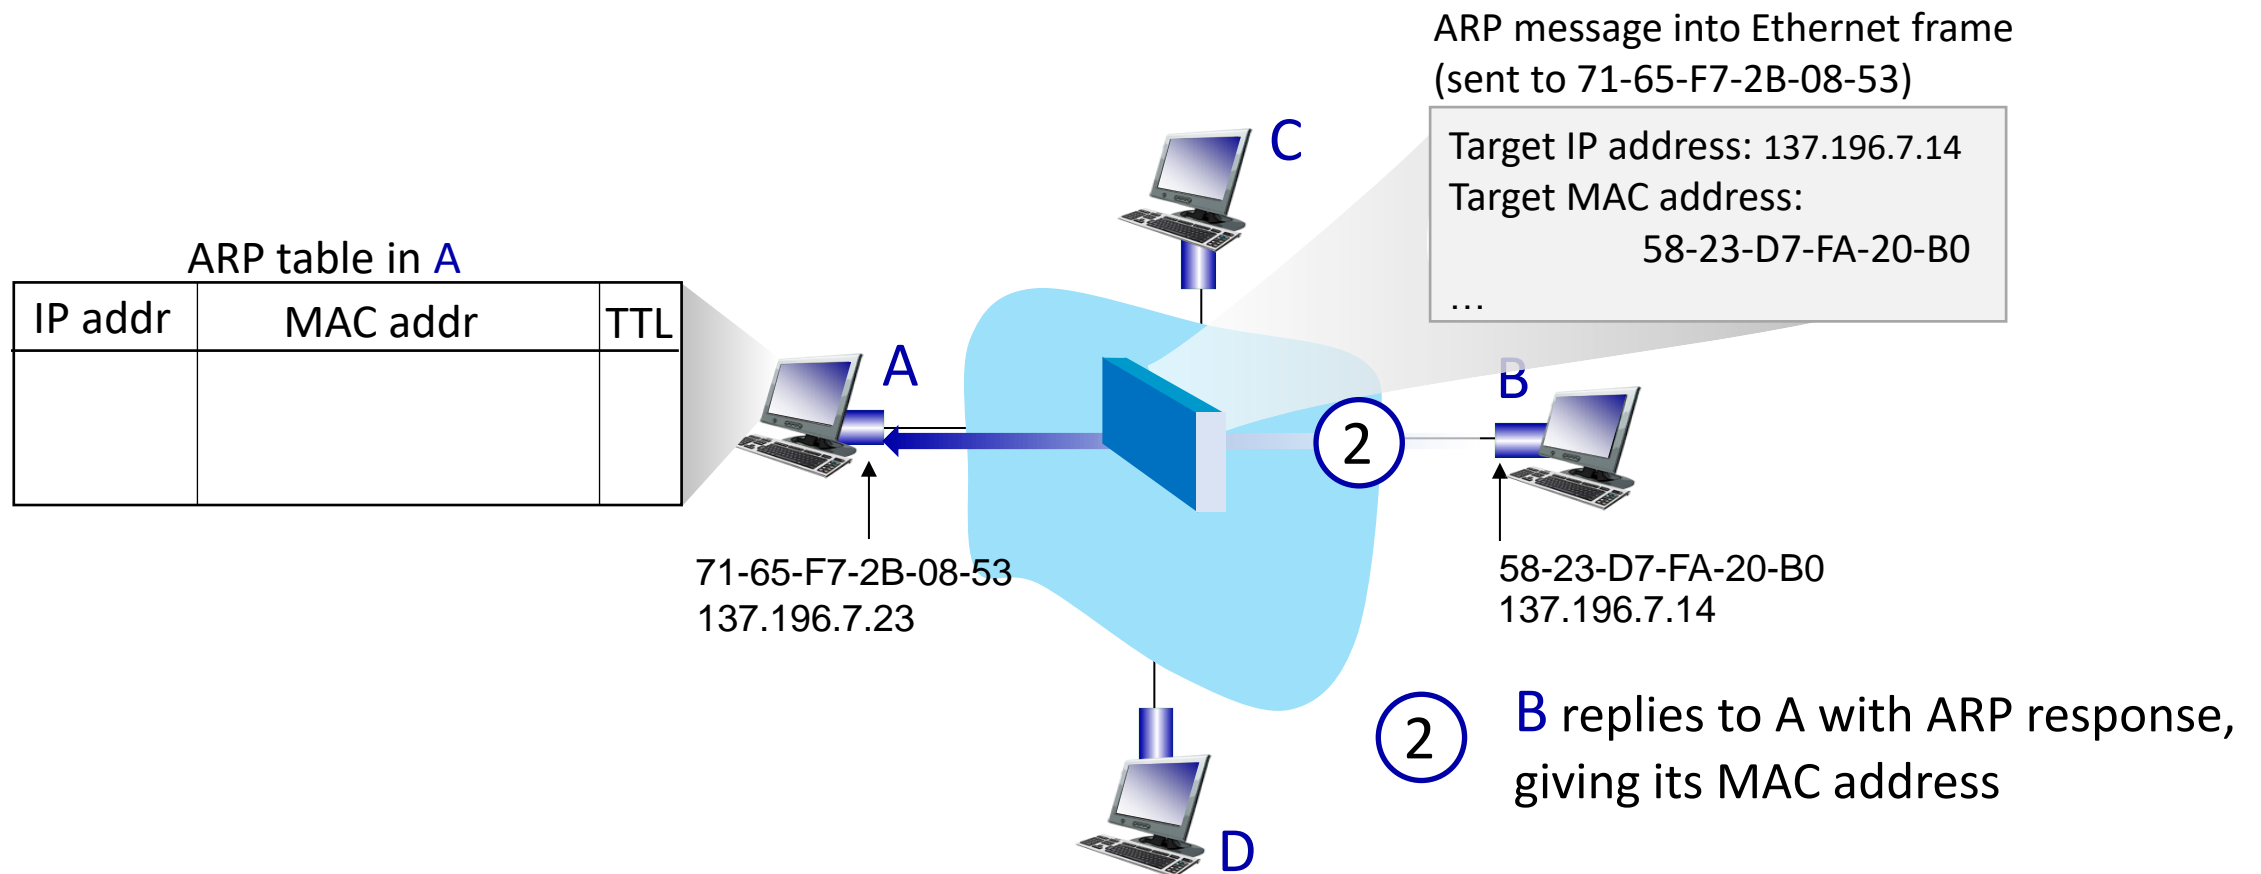 ARP message into Ethernet frame
(sent to 71-65-F7-2B-08-53)
Target IP address: 137.196.7.14
Target MAC address:
58-23-D7-FA-20-B0
…
C
ARP table in A
IP addr MAC addr TTL
A
B
2
71-65-F7-2B-08-53
137.196.7.23
58-23-D7-FA-20-B0
137.196.7.14
2
B replies to A with ARP response,
giving its MAC address
D